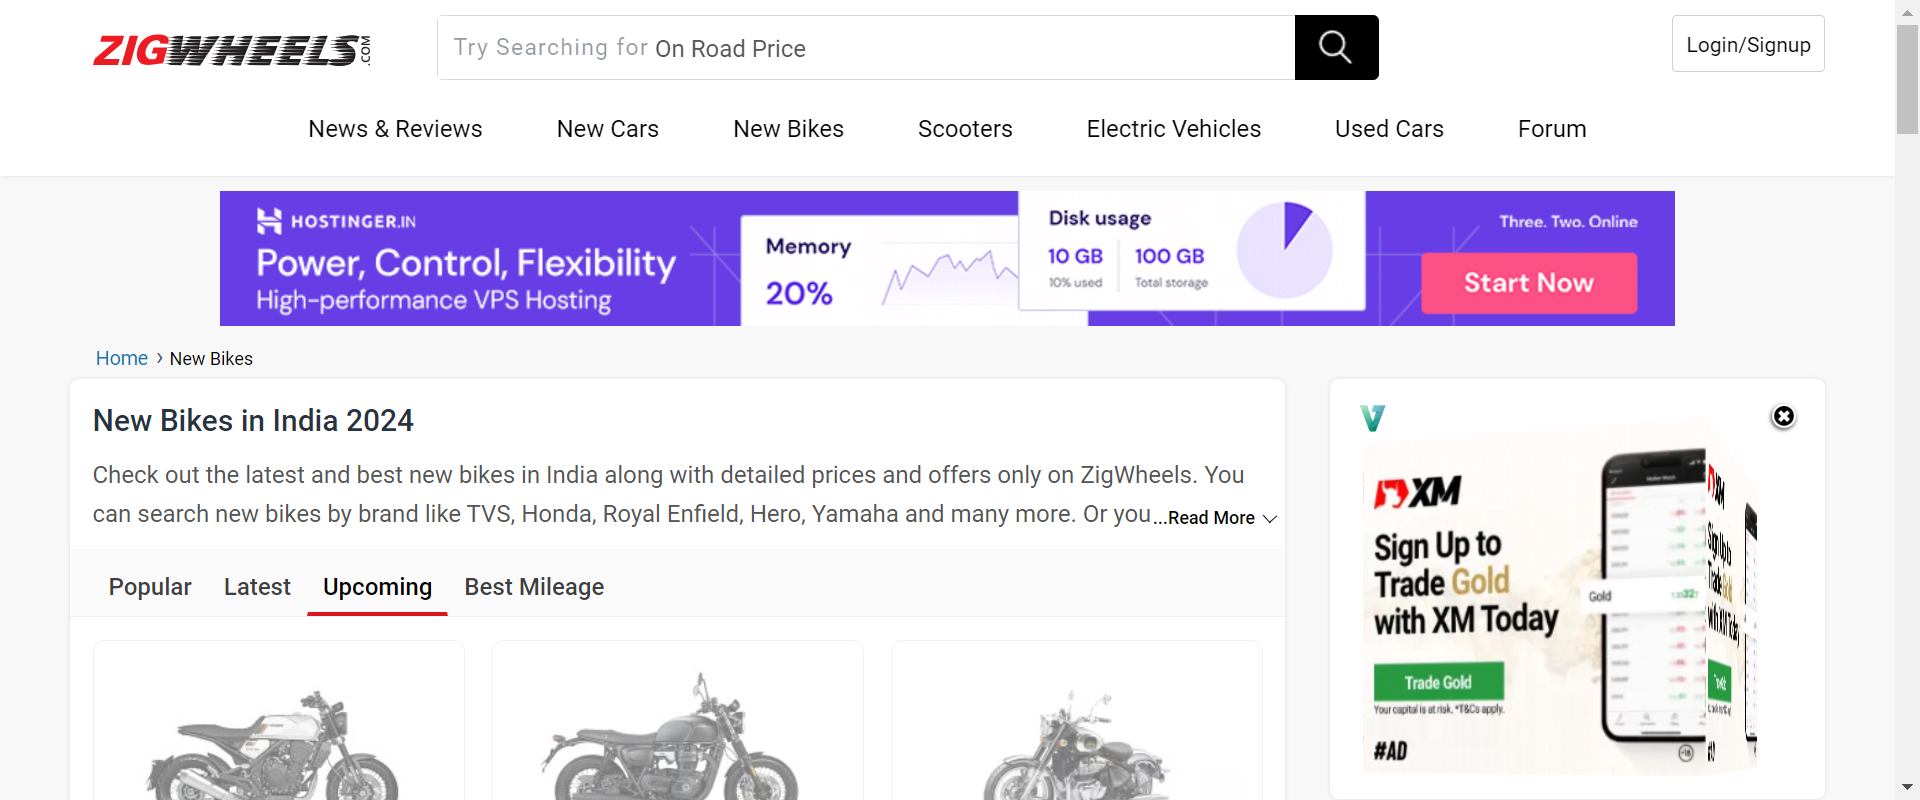 ZIGWHEELS.COM
Try Searching for On Road Price
Login/Signup
News & Reviews
New Cars
New Bikes
Scooters
Electric Vehicles
Used Cars
Forum
HOSTINGER.IN
Power, Control, Flexibility
High-performance VPS Hosting
Memory
20%
Disk usage
10 GB
10% used
100 GB
Total storage
Three. Two. Online
Start Now
Home › New Bikes
New Bikes in India 2024
Check out the latest and best new bikes in India along with detailed prices and offers only on ZigWheels. You
can search new bikes by brand like TVS, Honda, Royal Enfield, Hero, Yamaha and many more. Or you ...Read More
Popular
Latest
Upcoming
Best Mileage
XM
Sign Up to
Trade Gold
with XM Today
Trade Gold
Your capital is at risk. *T&Cs apply.
#AD
Gold